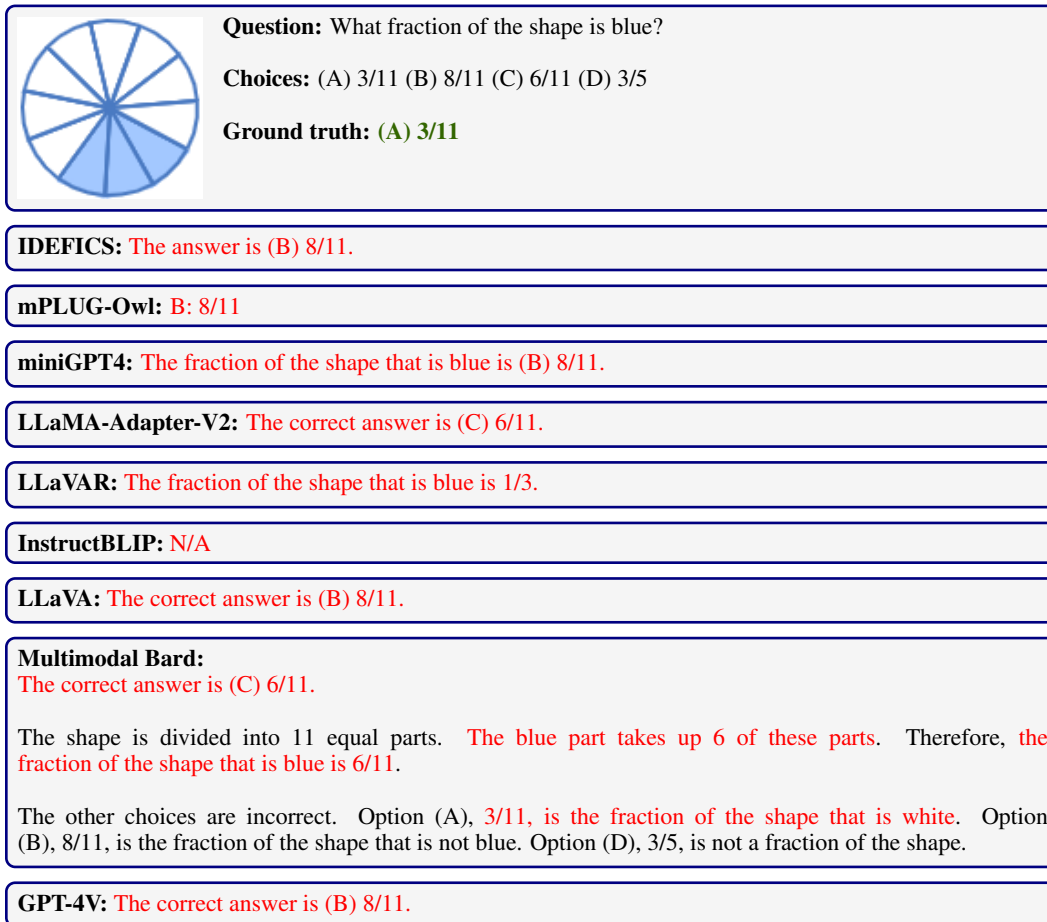 Question: What fraction of the shape is blue?
Choices: (A) 3/11 (B) 8/11 (C) 6/11 (D) 3/5
Ground truth: (A) 3/11
IDEFICS: The answer is (B) 8/11.
mPLUG-Owl: B: 8/11
miniGPT4: The fraction of the shape that is blue is (B) 8/11.
LLaMA-Adapter-V2: The correct answer is (C) 6/11.
LLaVAR: The fraction of the shape that is blue is 1/3.
InstructBLIP: N/A
LLaVA: The correct answer is (B) 8/11.
Multimodal Bard:
The correct answer is (C) 6/11.
The shape is divided into 11 equal parts. The blue part takes up 6 of these parts. Therefore, the
fraction of the shape that is blue is 6/11.
The other choices are incorrect. Option (A), 3/11, is the fraction of the shape that is white. Option
(B), 8/11, is the fraction of the shape that is not blue. Option (D), 3/5, is not a fraction of the shape.
GPT-4V: The correct answer is (B) 8/11.